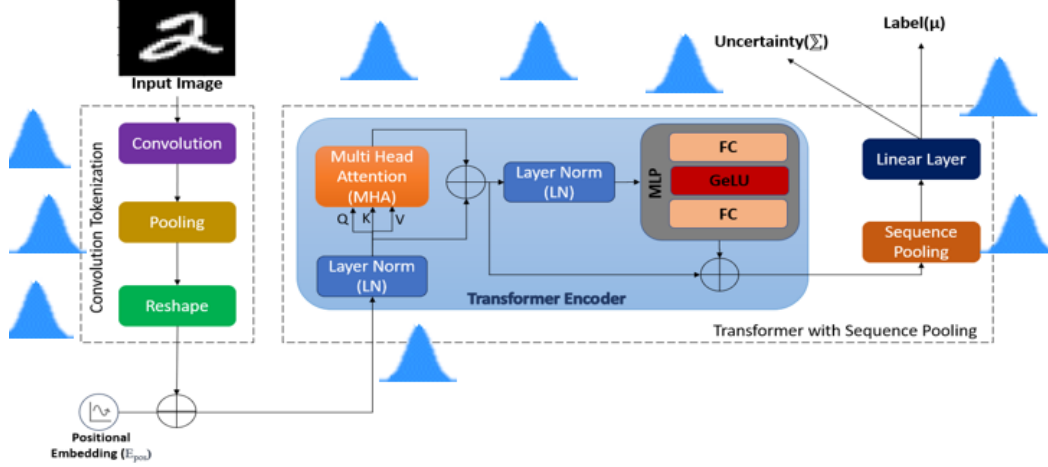 Input Image
Convolution Tokenization
Convolution
Pooling
Reshape
Positional
Embedding (Epos)
Multi Head
Attention
(MHA)
Q K V
Layer Norm
(LN)
Layer Norm
(LN)
MLP
FC
GeLU
FC
Transformer Encoder
Transformer with Sequence Pooling
Uncertainty(∑)
Label(μ)
Linear Layer
Sequence
Pooling